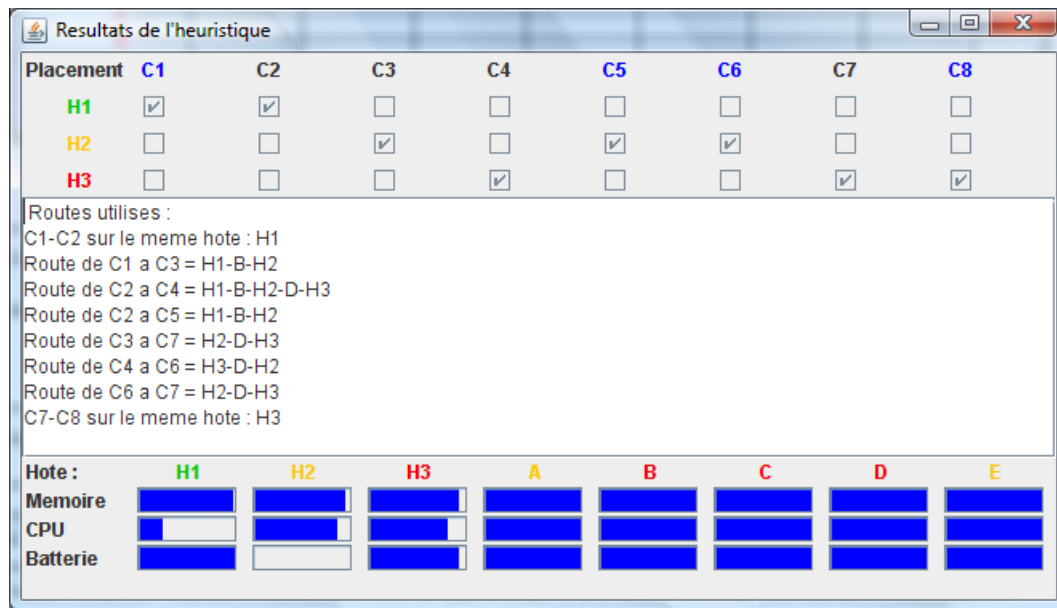 Resultats de l'heuristique
Placement C1 C2 C3 C4 C5 C6 C7 C8
H1
H2
H3
Routes utilises :
C1-C2 sur le meme hote : H1
Route de C1 a C3 = H1-B-H2
Route de C2 a C4 = H1-B-H2-D-H3
Route de C2 a C5 = H1-B-H2
Route de C3 a C7 = H2-D-H3
Route de C4 a C6 = H3-D-H2
Route de C6 a C7 = H2-D-H3
C7-C8 sur le meme hote : H3
Hote : H1 H2 H3 A B C D E
Memoire
CPU
Batterie